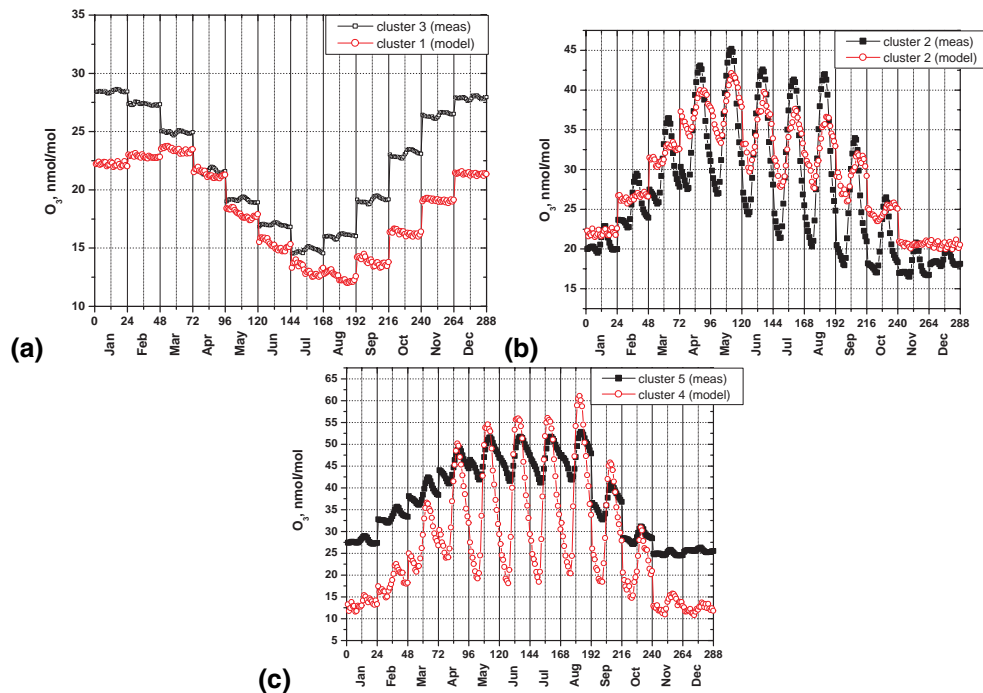 35
30
25
20
15
10
O3, nmol/mol
cluster 3 (meas)
cluster 1 (model)
0 24 48 72 96 120 144 168 192 216 240 264 288
Jan Feb Mar Apr May Jun Jul Aug Sep Oct Nov Dec
(a)
45
40
35
30
25
20
15
O3, nmol/mol
cluster 2 (meas)
cluster 2 (model)
0 24 48 72 96 120 144 168 192 216 240 264 288
Jan Feb Mar Apr May Jun Jul Aug Sep Oct Nov Dec
(b)
65
60
55
50
45
40
35
30
25
20
15
10
5
O3, nmol/mol
cluster 5 (meas)
cluster 4 (model)
0 24 48 72 96 120 144 168 192 216 240 264 288
Jan Feb Mar Apr May Jun Jul Aug Sep Oct Nov Dec
(c)